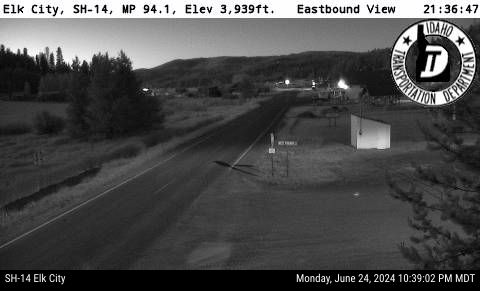 Elk City, SH-14, MP 94.1, Elev 3,939ft. Eastbound View 21:36:47
IDAHO
TRANSPORTATION DEPARTMENT
SH-14 Elk City
Monday, June 24, 2024 10:39:02 PM MDT